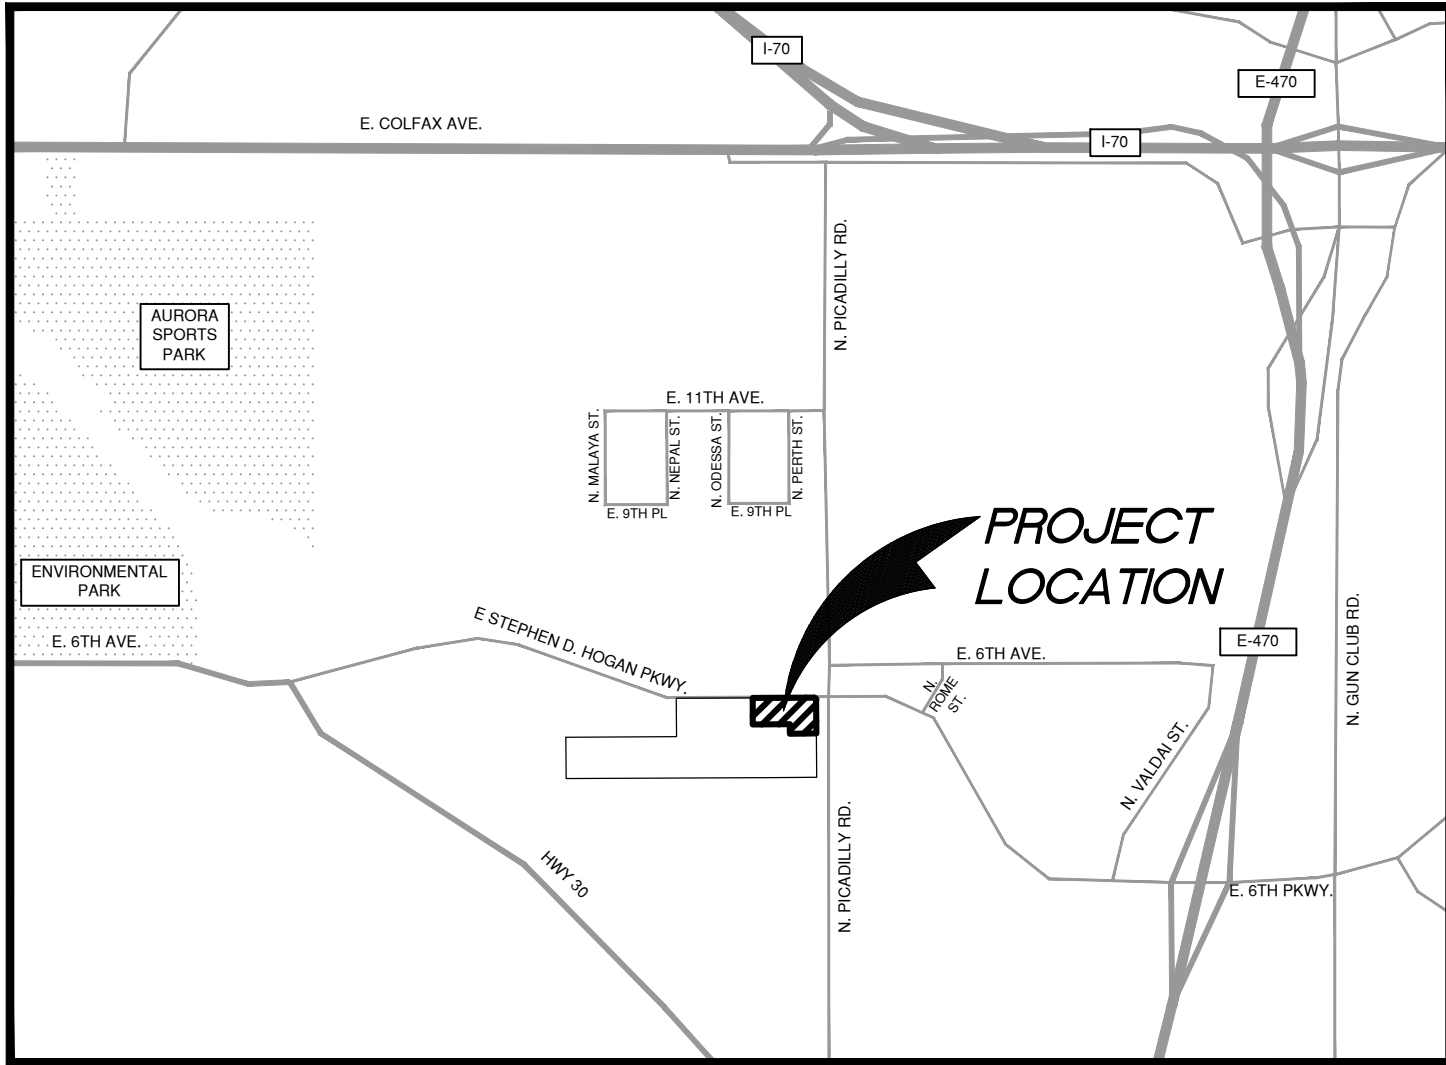 I-70
E-470
E. COLFAX AVE.
I-70
N. PICADILLY RD.
AURORA
SPORTS
PARK
E. 11TH AVE.
N. MALAYA ST.
N. NEPAL ST.
N. ODESSA ST.
N. PERTH ST.
E. 9TH PL
E. 9TH PL
PROJECT
LOCATION
ENVIRONMENTAL
PARK
E. 6TH AVE.
E STEPHEN D. HOGAN PKWY.
E. 6TH AVE.
E-470
N. GUN CLUB RD.
N.
ROME
ST.
N. VALDAI ST.
HWY 30
N. PICADILLY RD.
E. 6TH PKWY.